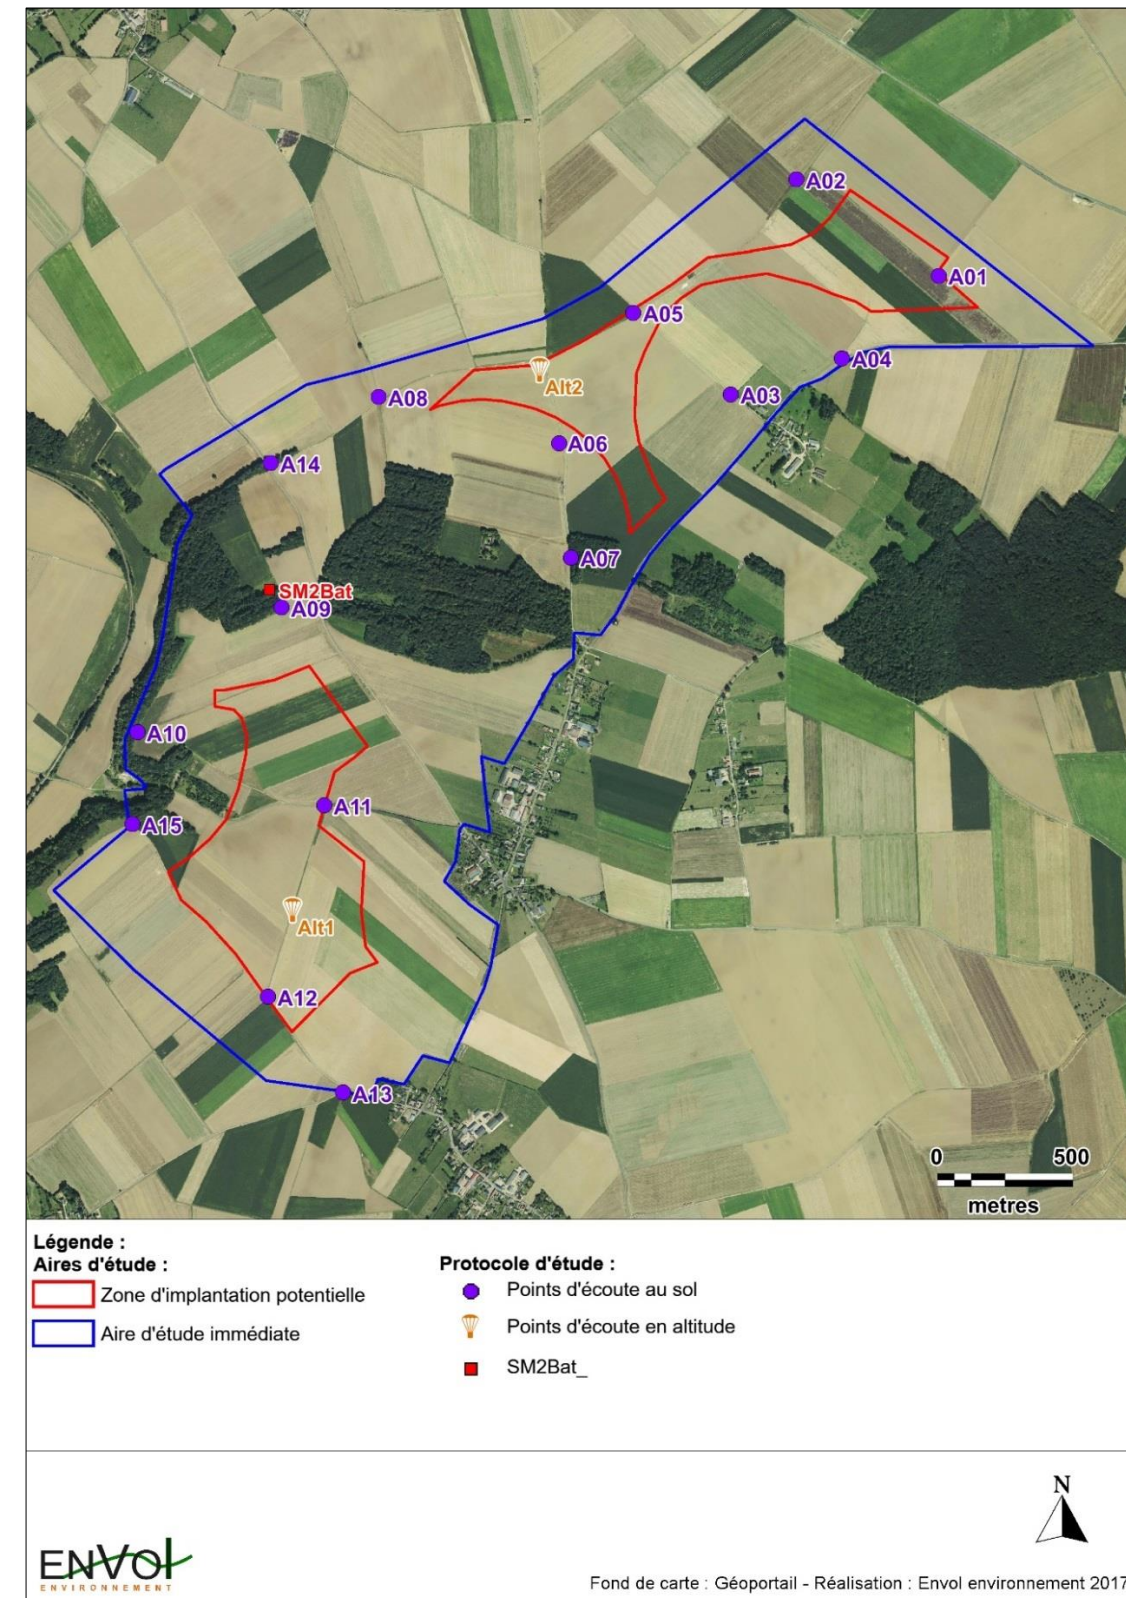 A02
A01
A05
Alt2
A04
A08
A03
A06
A14
A07
SM2Bat
A09
A10
A11
A15
Alt1
A12
A13
0 500
metres
Légende :
Aires d'étude :
Zone d'implantation potentielle
Aire d'étude immédiate
Protocole d'étude :
Points d'écoute au sol
Points d'écoute en altitude
SM2Bat_
N
ENVOl
ENVIRONNEMENT
Fond de carte : Géoportail - Réalisation : Envol environnement 2017